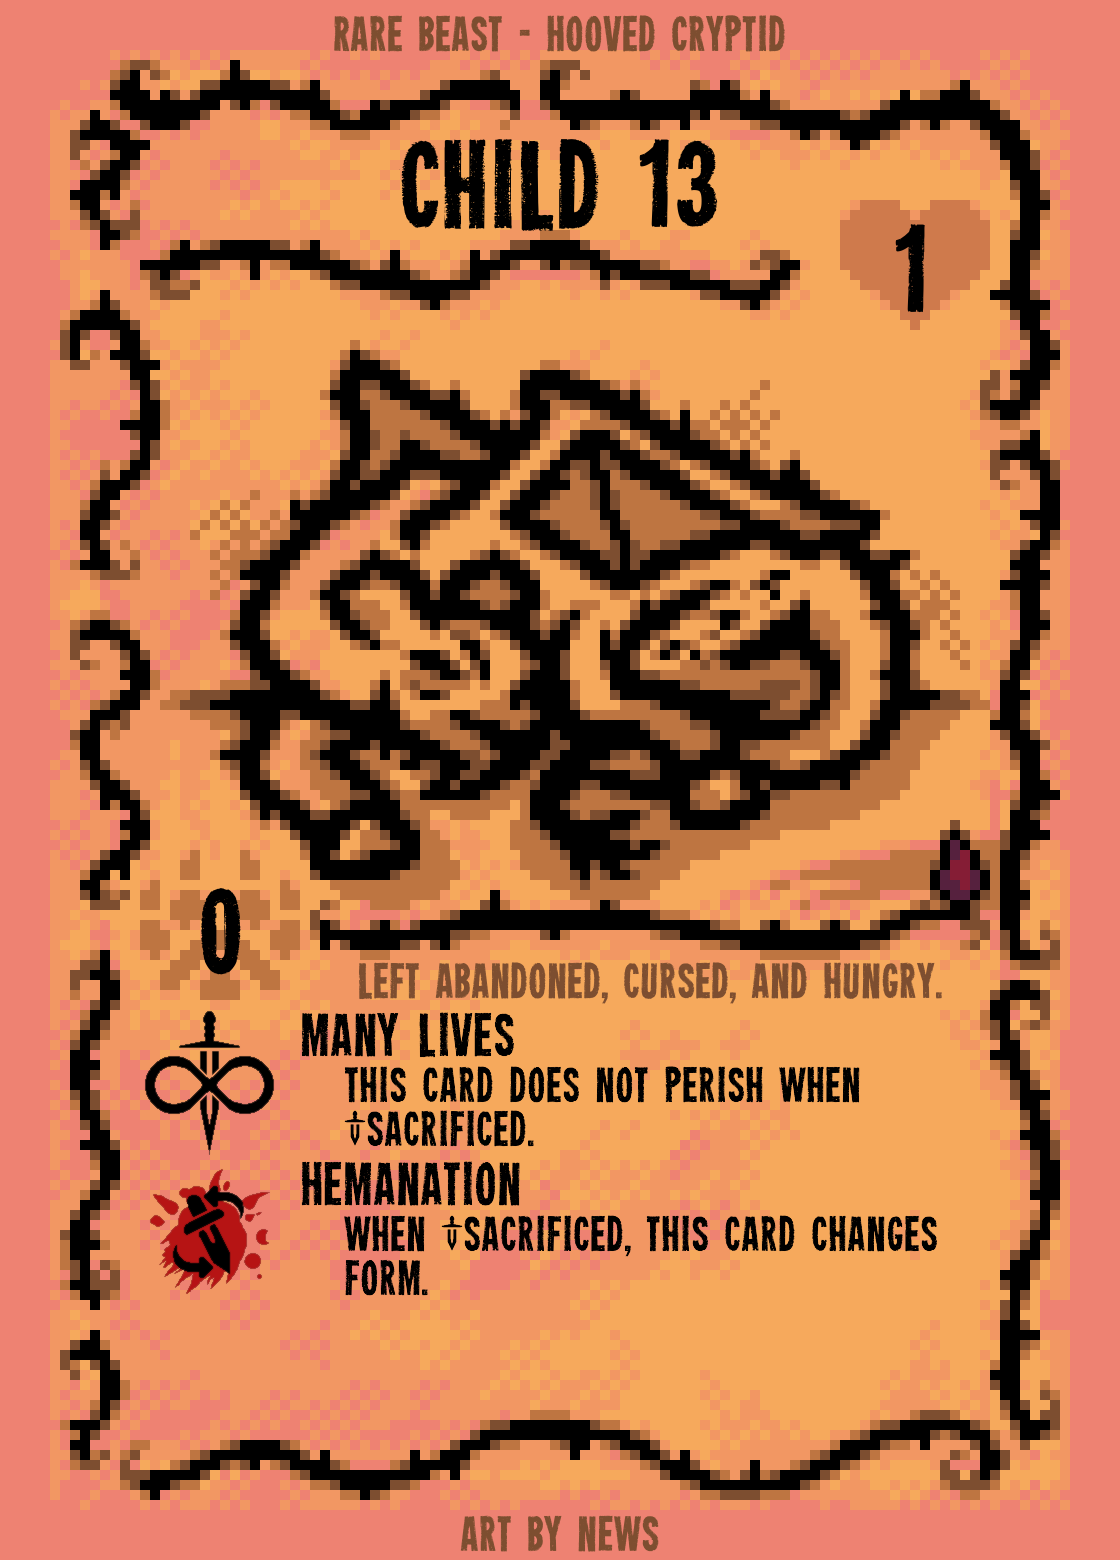 RARE BEAST - HOOVED CRYPTID
CHILD 13
1
0
LEFT ABANDONED, CURSED, AND HUNGRY.
MANY LIVES
THIS CARD DOES NOT PERISH WHEN
SACRIFICED.
HEMANATION
WHEN SACRIFICED, THIS CARD CHANGES
FORM.
ART BY NEWS